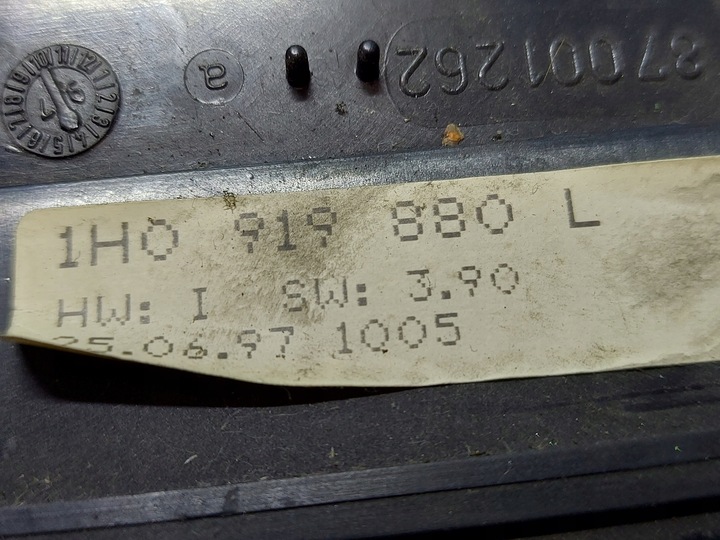 a
87001262
1H0 919 880 L
HW: I SW: 3.90
25.06.97 1005